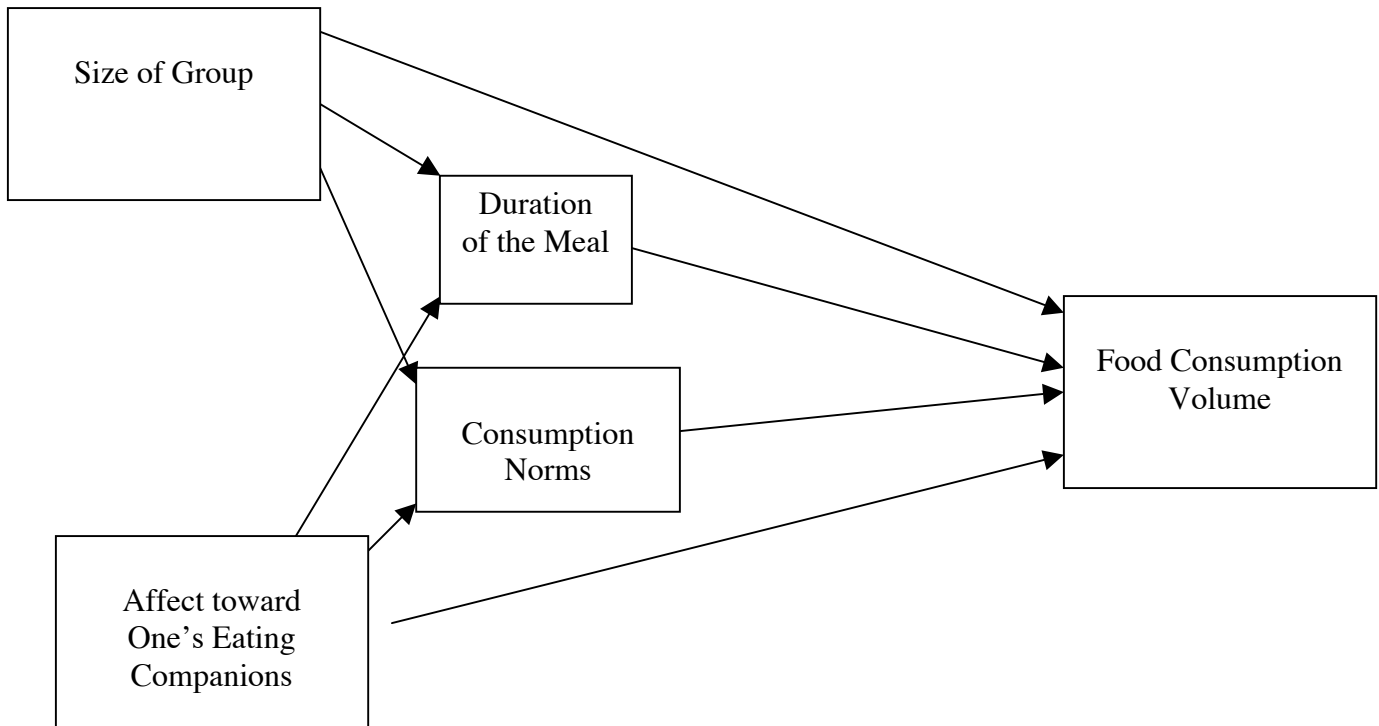 Size of Group
Duration
of the Meal
Food Consumption
Volume
Consumption
Norms
Affect toward
One’s Eating
Companions